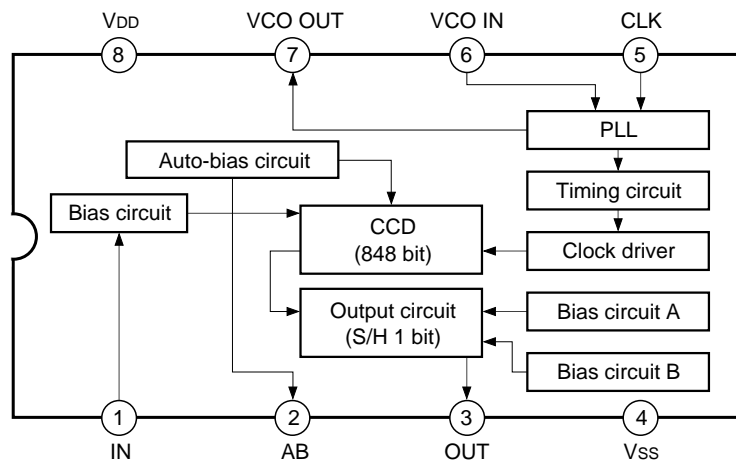 VDD
VCO OUT
VCO IN
CLK
8
7
6
5
PLL
Auto-bias circuit
Timing circuit
Bias circuit
CCD
(848 bit)
Clock driver
Output circuit
(S/H 1 bit)
Bias circuit A
Bias circuit B
1
2
3
4
IN
AB
OUT
VSS